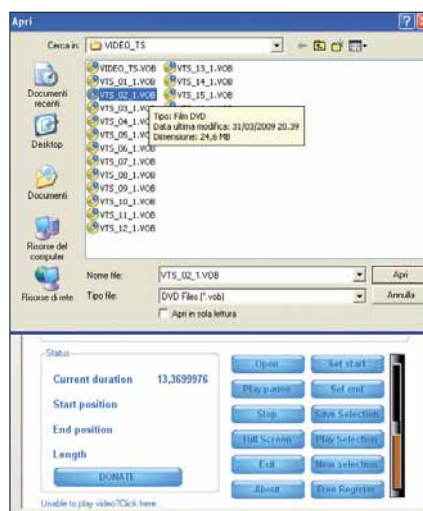 Apri
Cerca in: VIDEO_TS
VIDEO_TS.VOB VTS_13_1.VOB
VTS_01_1.VOB VTS_14_1.VOB
VTS_02_1.VOB VTS_15_1.VOB
VTS_03_1.VOB
VTS_04_1.VO
VTS_05_1.VO
VTS_06_1.VO
VTS_07_1.VOB
VTS_08_1.VOB
VTS_09_1.VOB
VTS_10_1.VOB
VTS_11_1.VOB
VTS_12_1.VOB
Tipo: Film DVD
Data ultima modifica: 31/03/2009 20.39
Dimensione: 24,6 MB
Documenti recenti
Desktop
Documenti
Risorse del computer
Risorse di rete
Nome file: VTS_02_1.VOB Apri
Tipo file: DVD Files (*.vob) Annulla
Apri in sola lettura
Status
Current duration 13,3699976
Start position
End position
Length
DONATE
Unable to play video?Click here
Open Set start
Play/pause Set end
Stop Save Selection
Full Screen Play Selection
Exit New selection
About Free Register